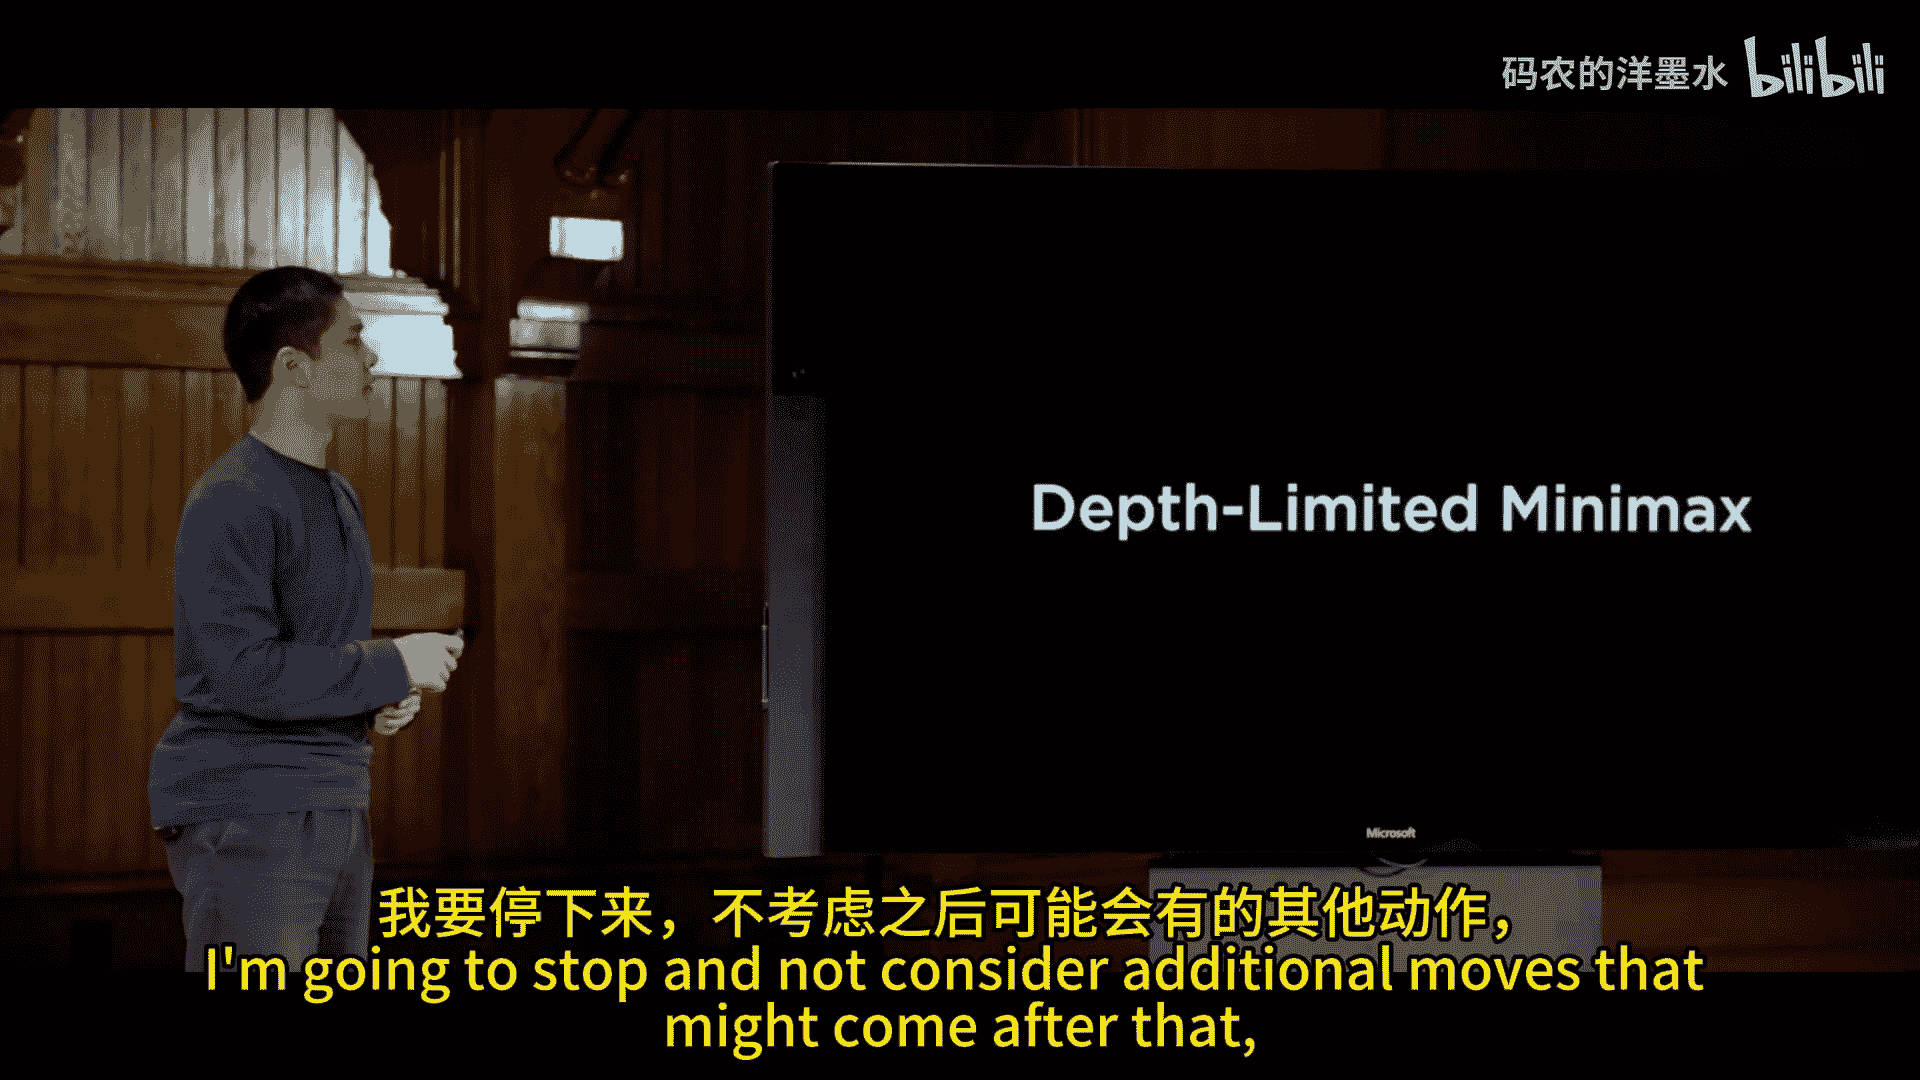 码农的洋墨水 bilibili
Depth-Limited Minimax
Microsoft
我要停下来，不考虑之后可能会有的其他动作，
I'm going to stop and not consider additional moves that
might come after that,